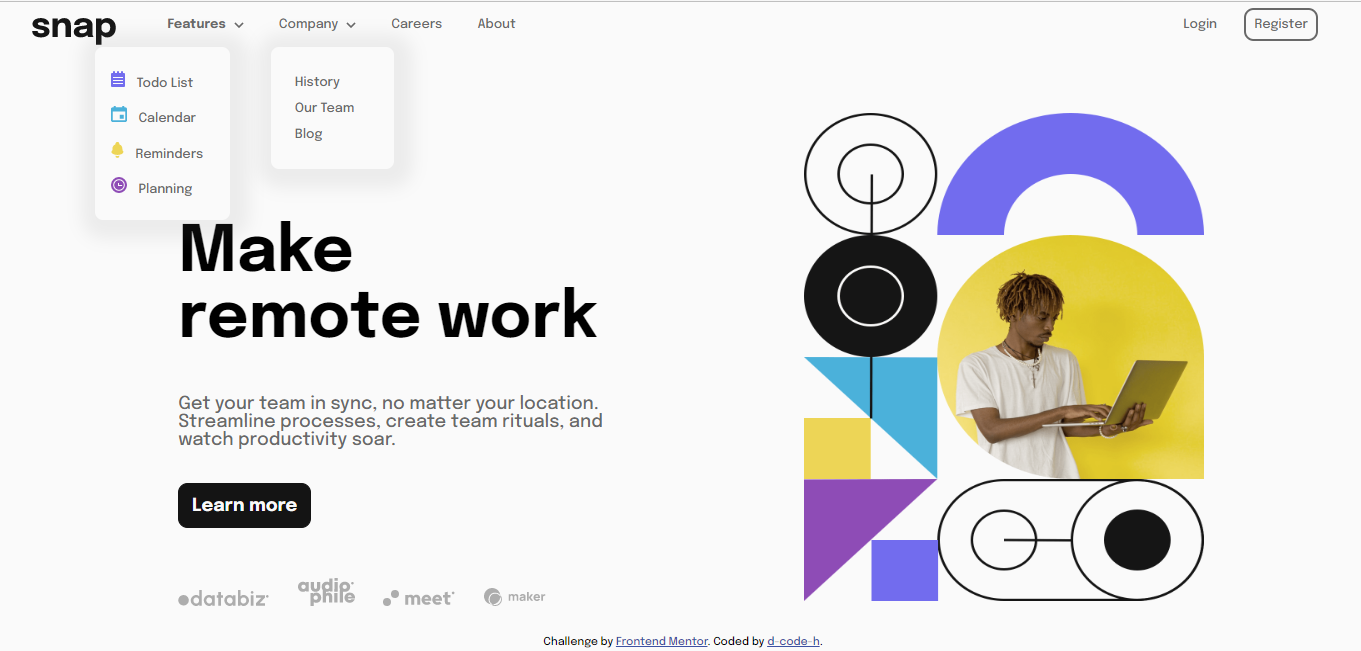 snap Features Company Careers About Login Register
Todo List
Calendar
Reminders
Planning
History
Our Team
Blog
Make
remote work
Get your team in sync, no matter your location.
Streamline processes, create team rituals, and
watch productivity soar.
Learn more
databiz audiophile meet maker
Challenge by Frontend Mentor. Coded by d-code-h.